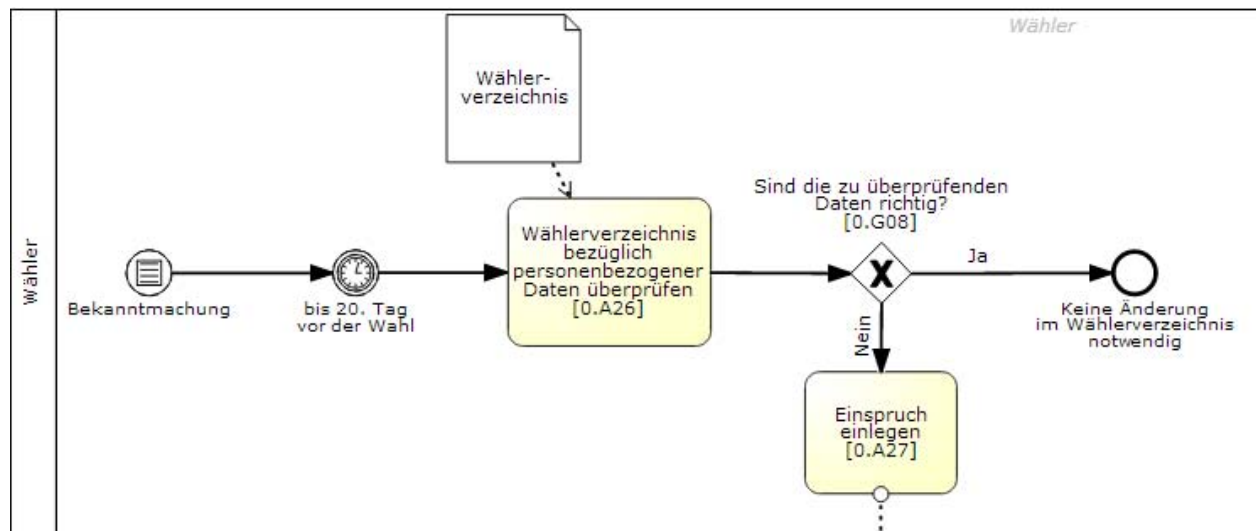 Wähler
Wähler
Wähler-
verzeichnis
Sind die zu überprüfenden
Daten richtig?
[0.G08]
Wählerverzeichnis
bezüglich
personenbezogener
Daten überprüfen
[0.A26]
Bekanntmachung
bis 20. Tag
vor der Wahl
Ja
Keine Änderung
im Wählerverzeichnis
notwendig
Nein
Einspruch
einlegen
[0.A27]